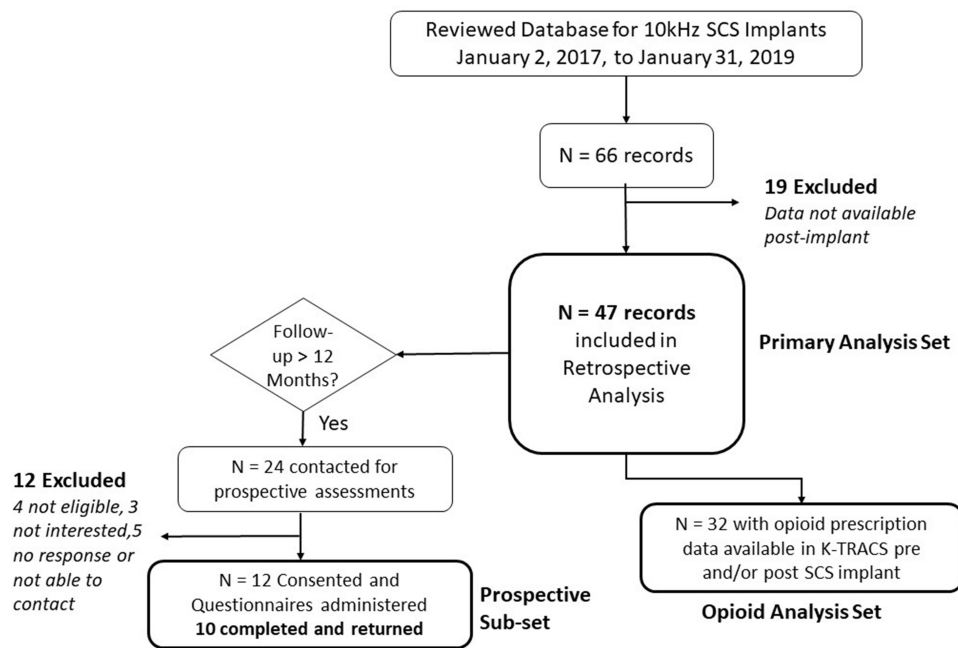 Reviewed Database for 10kHz SCS Implants
January 2, 2017, to January 31, 2019
N = 66 records
19 Excluded
Data not available
post-implant
N = 47 records
included in
Retrospective
Analysis
Primary Analysis Set
Follow-
up > 12
Months?
Yes
N = 24 contacted for
prospective assessments
12 Excluded
4 not eligible, 3
not interested,5
no response or
not able to
contact
N = 12 Consented and
Questionnaires administered
10 completed and returned
Prospective
Sub-set
N = 32 with opioid prescription
data available in K-TRACS pre
and/or post SCS implant
Opioid Analysis Set